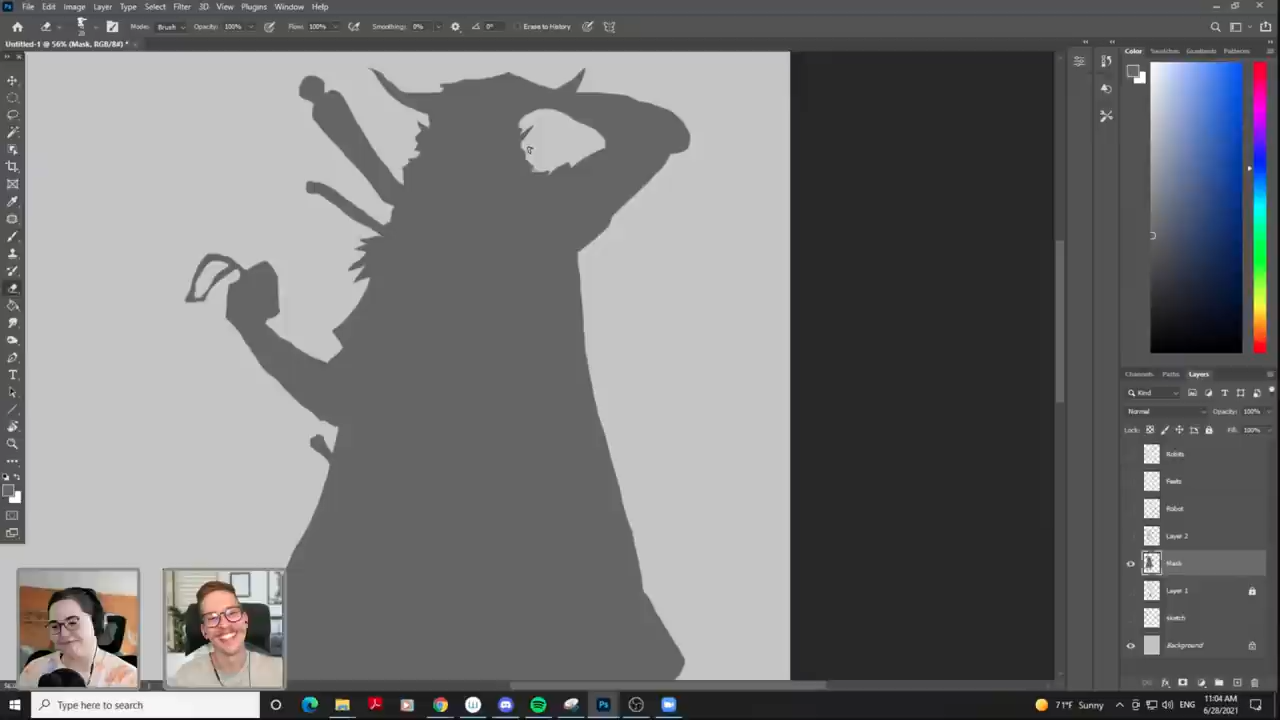 File Edit Image Layer Type Select Filter 3D View Plugins Window Help
Mode: Brush Opacity: 100% Flow: 100% Smoothing: 0% 0° Erase to History
Untitled-1 @ 56% (Mask, RGB/8#) *
Color Swatches Gradients Patterns
Channels Paths Layers
Kind
Normal Opacity: 100%
Lock: Fill: 100%
Feets
Robot
Layer 2
Mask
Layer 1
sketch
Background
Type here to search
71°F Sunny ENG 11:04 AM
6/28/2021